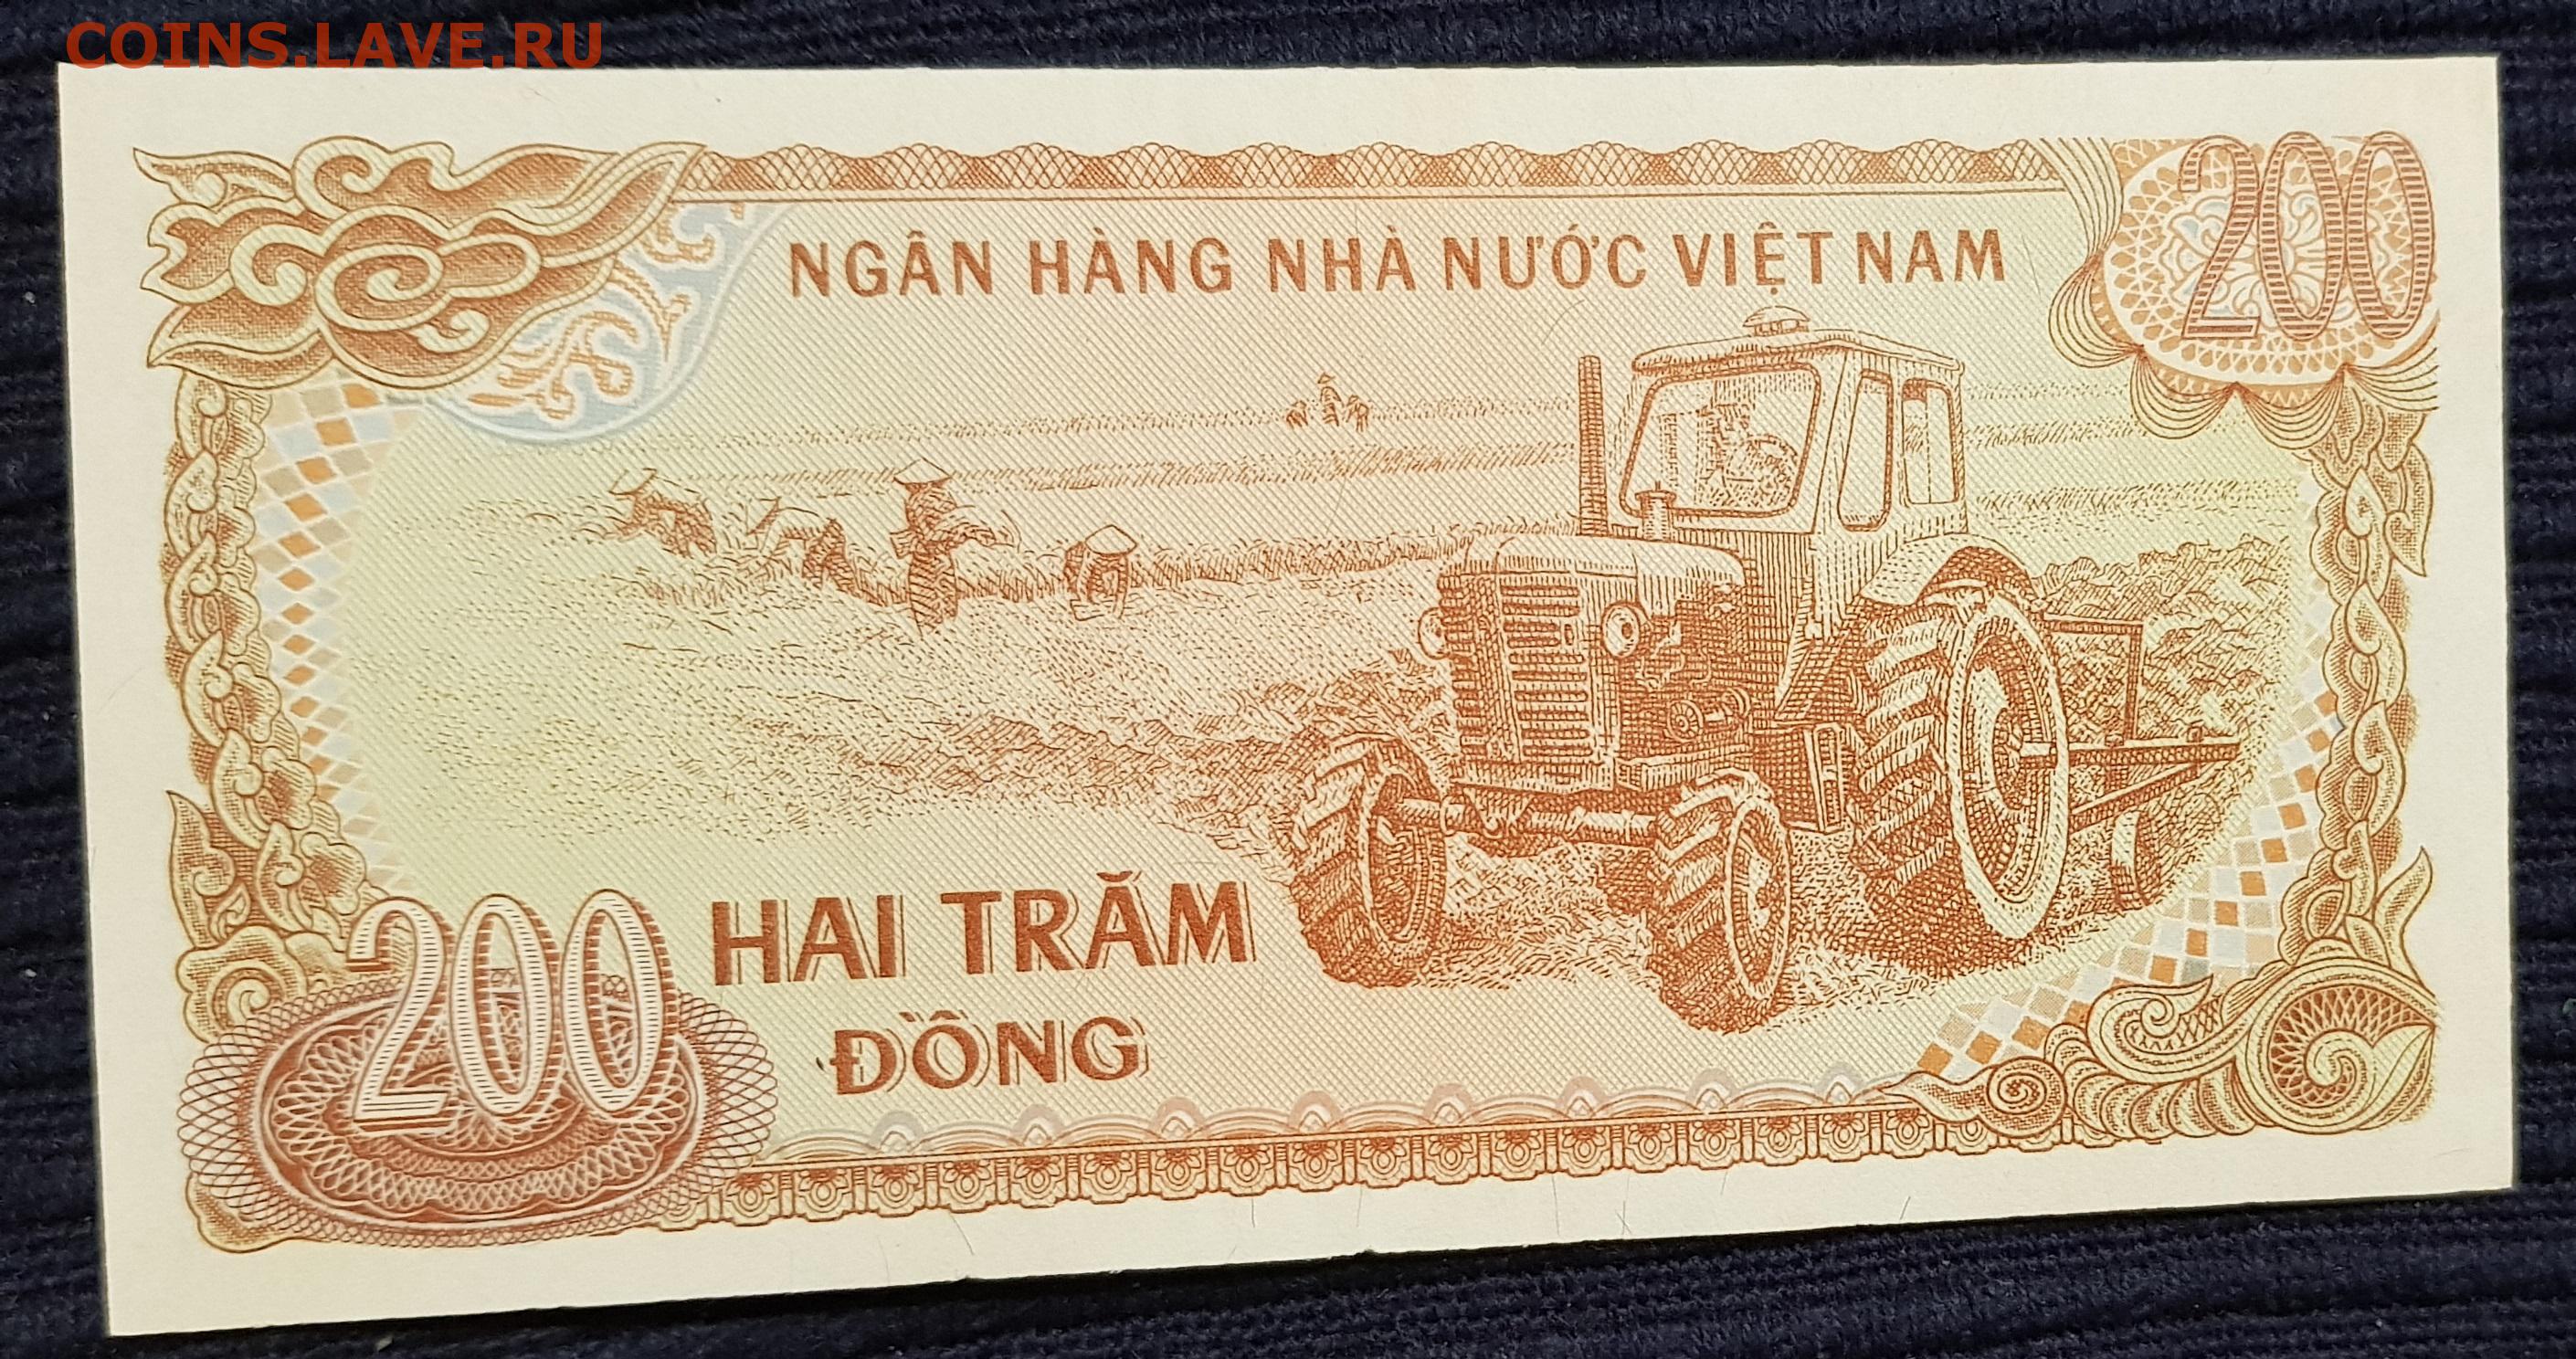 COINS.LAVE.RU
200
NGÂN HÀNG NHÀ NƯỚC VIỆT NAM
200
HAI TRĂM
ĐỒNG